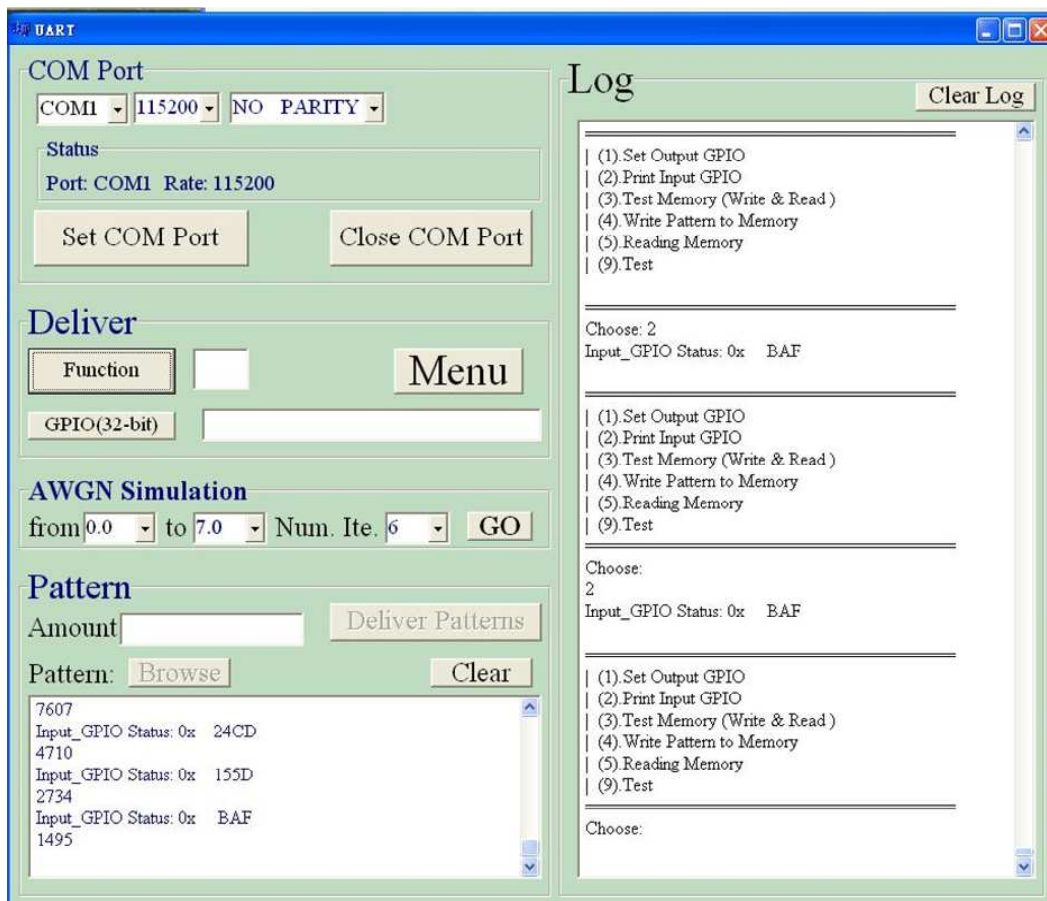 UART
COM Port
COM1 115200 NO PARITY
Status
Port: COM1 Rate: 115200
Set COM Port Close COM Port
Deliver
Function Menu
GPIO(32-bit)
AWGN Simulation
from 0.0 to 7.0 Num. Ite. 6 GO
Pattern
Amount Deliver Patterns
Pattern: Browse Clear
7607
Input_GPIO Status: 0x 24CD
4710
Input_GPIO Status: 0x 155D
2734
Input_GPIO Status: 0x BAF
1495
Log
Clear Log
| (1).Set Output GPIO
| (2).Print Input GPIO
| (3).Test Memory (Write & Read )
| (4).Write Pattern to Memory
| (5).Reading Memory
| (9).Test
Choose: 2
Input_GPIO Status: 0x BAF
| (1).Set Output GPIO
| (2).Print Input GPIO
| (3).Test Memory (Write & Read )
| (4).Write Pattern to Memory
| (5).Reading Memory
| (9).Test
Choose:
2
Input_GPIO Status: 0x BAF
| (1).Set Output GPIO
| (2).Print Input GPIO
| (3).Test Memory (Write & Read )
| (4).Write Pattern to Memory
| (5).Reading Memory
| (9).Test
Choose: